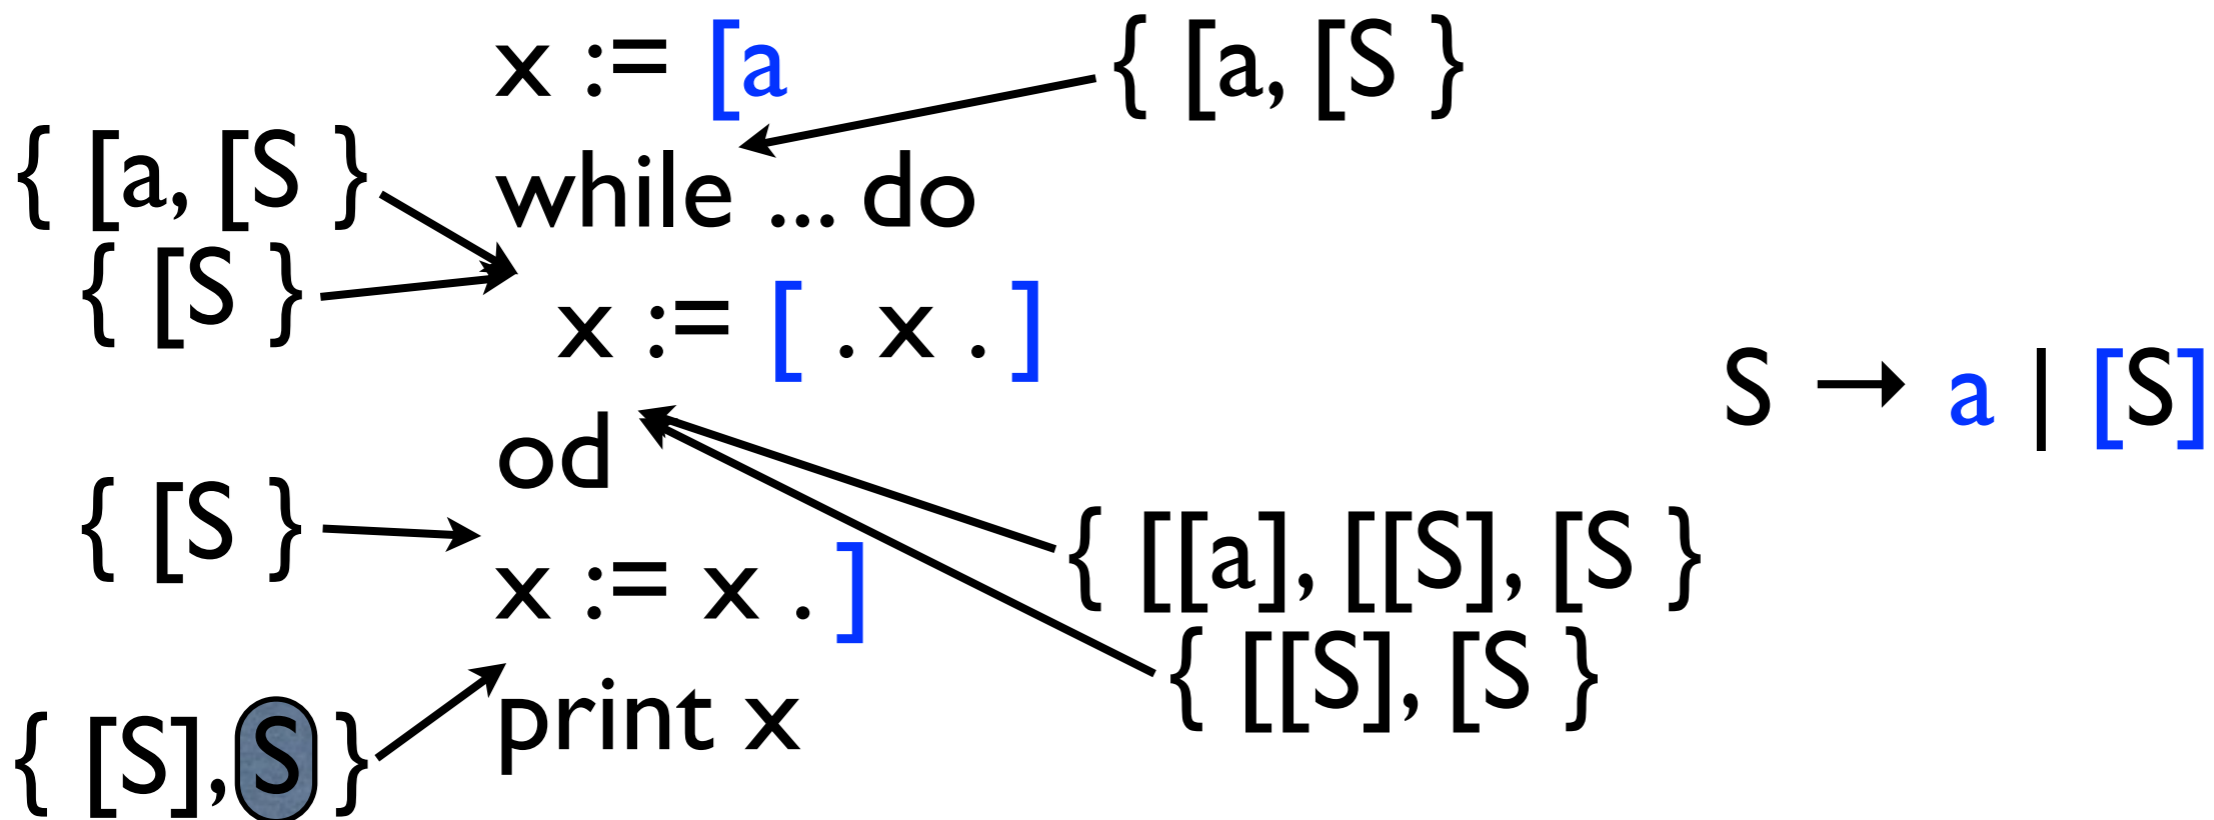 x := [a
{ [a, [S }
{ [a, [S }
while ... do
{ [S }
x := [ . x . ]
S → a | [S]
od
{ [S }
{ [[a], [[S], [S }
x := x . ]
{ [[S], [S }
print x
{ [S], S }